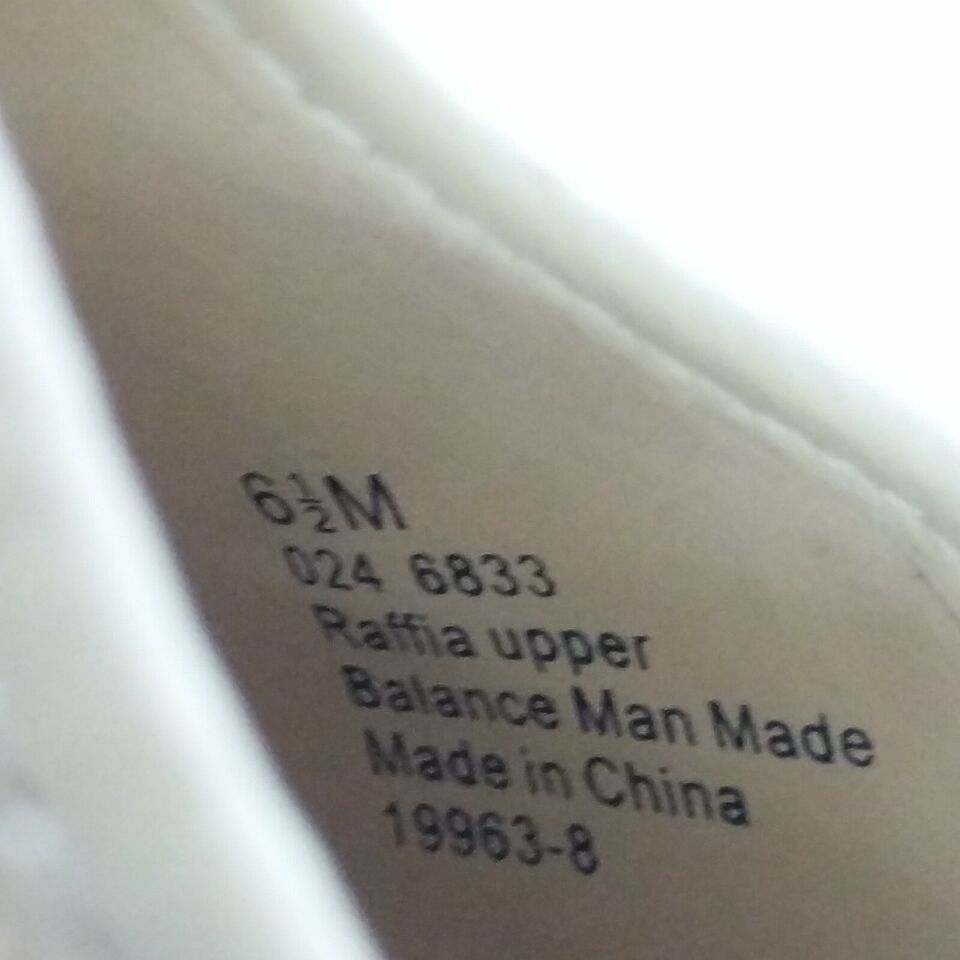 6½M
024 6833
Raffia upper
Balance Man Made
Made in China
19963-8